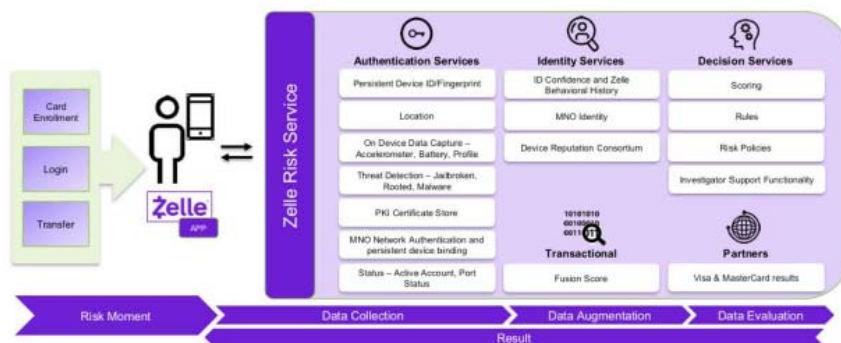 Card
Enrollment
Login
Transfer
Zelle
APP
Zelle Risk Service
Authentication Services
Persistent Device ID/Fingerprint
Location
On Device Data Capture –
Accelerometer, Battery, Profile
Threat Detection – Jailbroken,
Rooted, Malware
PKI Certificate Store
MNO Network Authentication and
persistent device binding
Status – Active Account, Port
Status
Identity Services
ID Confidence and Zelle
Behavioral History
MNO Identity
Device Reputation Consortium
10101010
00100010
001101
Transactional
Fusion Score
Decision Services
Scoring
Rules
Risk Policies
Investigator Support Functionality
Partners
Visa & MasterCard results
Risk Moment
Data Collection
Data Augmentation
Data Evaluation
Result